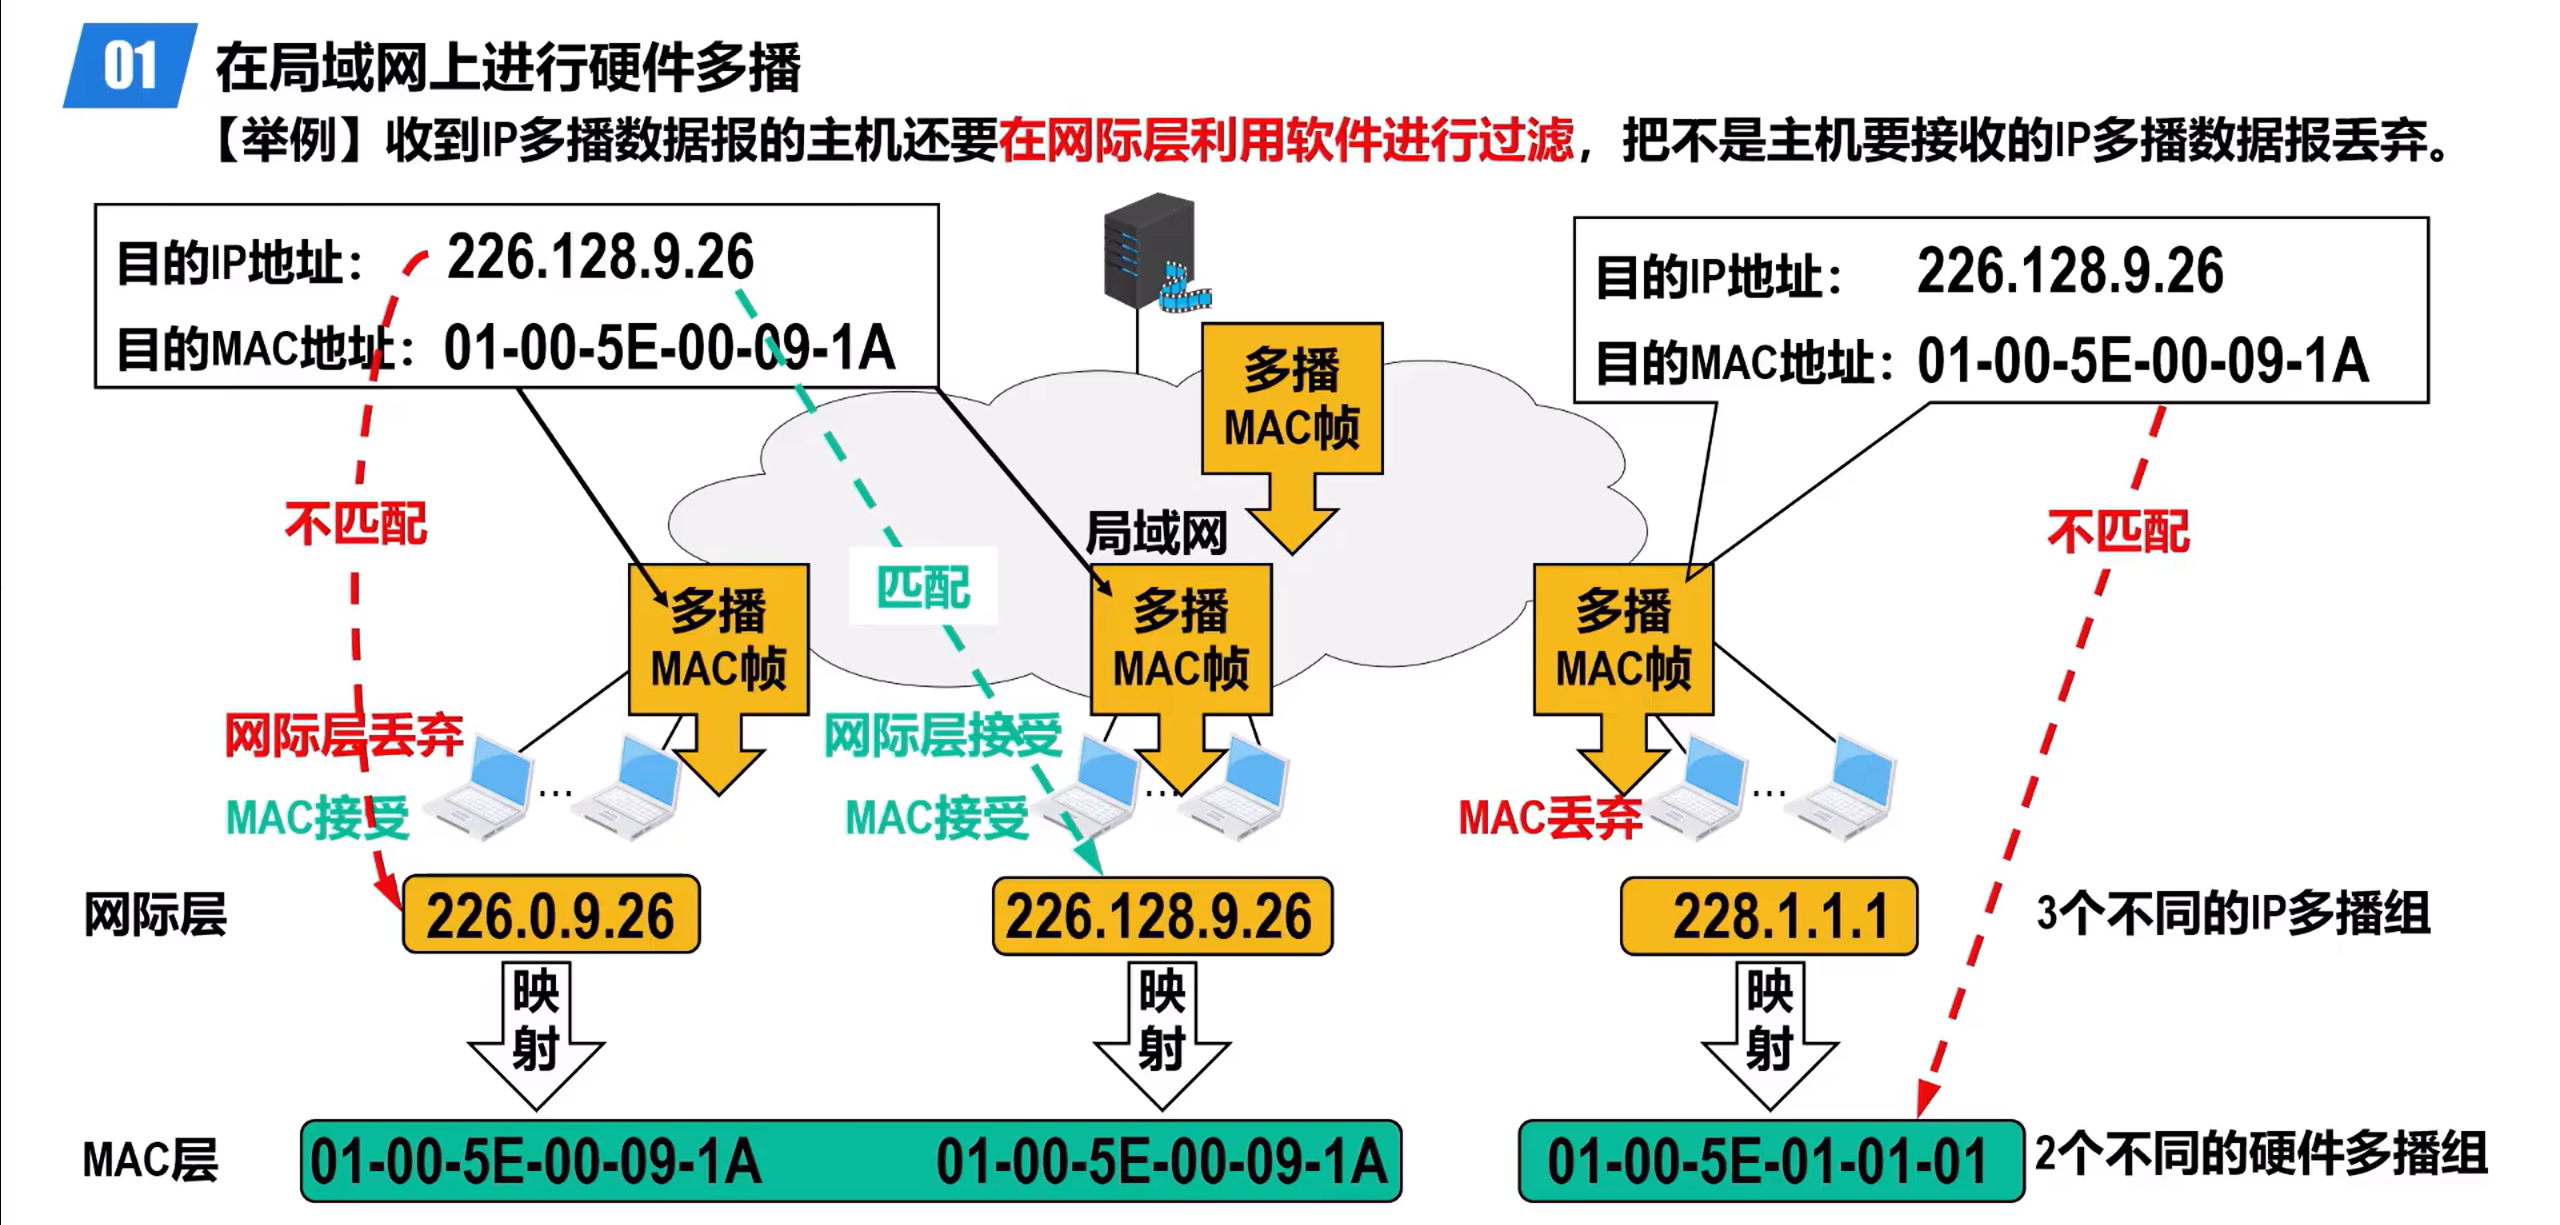 01
在局域网上进行硬件多播
【举例】收到IP多播数据报的主机还要在网际层利用软件进行过滤，把不是主机要接收的IP多播数据报丢弃。
目的IP地址： 226.128.9.26
目的MAC地址：01-00-5E-00-09-1A
目的IP地址： 226.128.9.26
目的MAC地址：01-00-5E-00-09-1A
多播
MAC帧
局域网
不匹配
匹配
不匹配
多播
MAC帧
多播
MAC帧
多播
MAC帧
网际层丢弃
MAC接受
...
网际层接受
MAC接受
...
MAC丢弃
...
网际层
226.0.9.26
226.128.9.26
228.1.1.1
3个不同的IP多播组
映
射
映
射
映
射
MAC层
01-00-5E-00-09-1A
01-00-5E-00-09-1A
01-00-5E-01-01-01
2个不同的硬件多播组